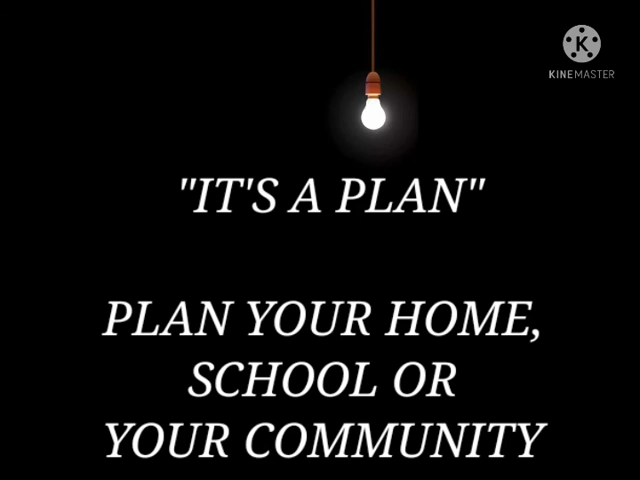 KINEMASTER
"IT'S A PLAN"
PLAN YOUR HOME,
SCHOOL OR
YOUR COMMUNITY